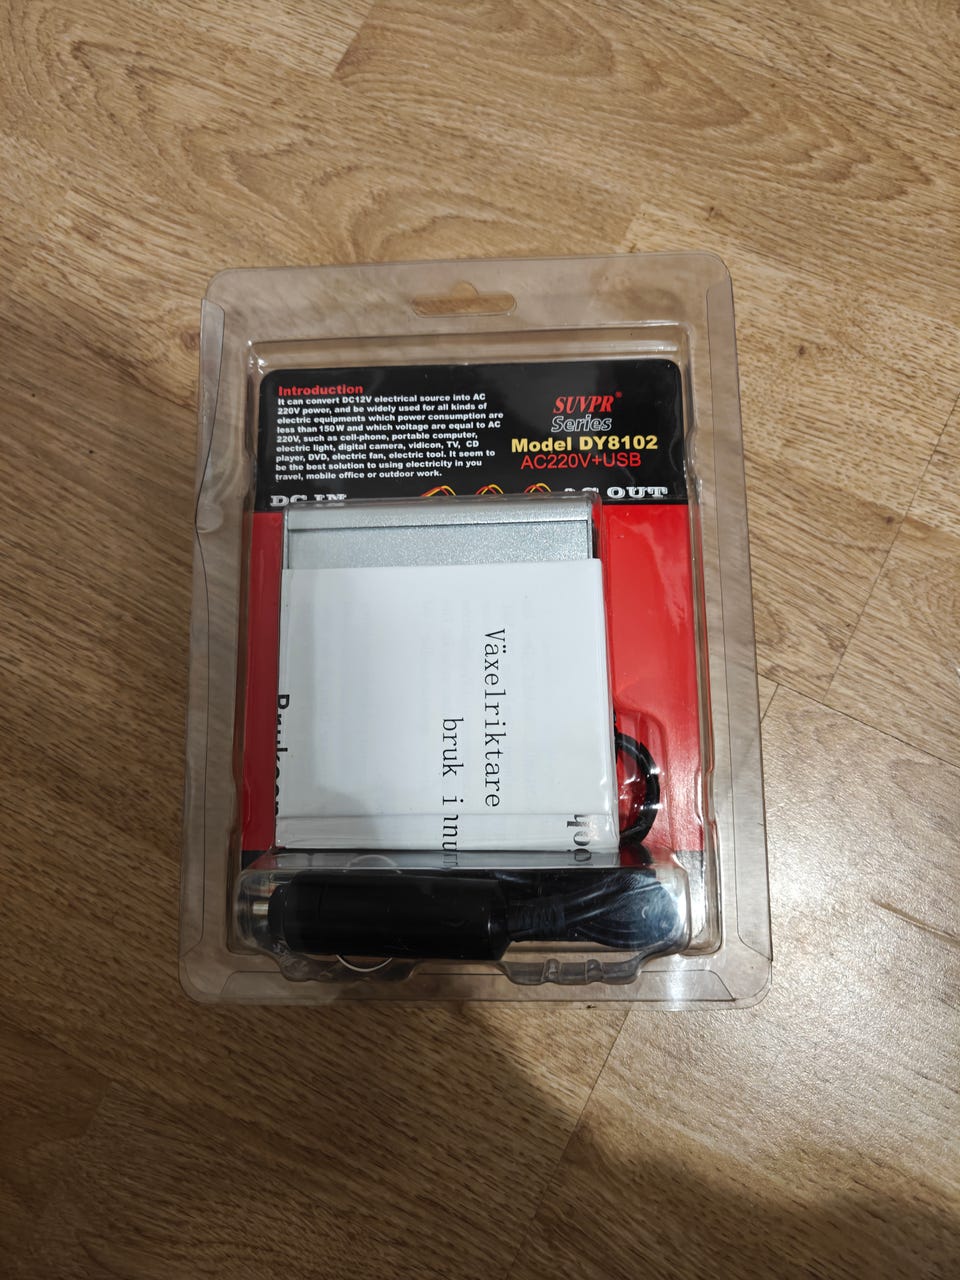 Introduction
It can convert DC12V electrical source into AC
220V power, and be widely used for all kinds of
electric equipments which power consumption are
less than 150W and which voltage are equal to AC
220V, such as cell-phone, portable computer,
electric light, digital camera, vidicon, TV, CD
player, DVD, electric fan, electric tool. It seem to
be the best solution to using electricity in you
travel, mobile office or outdoor work.
SUVPR®
Series
Model DY8102
AC220V+USB
DC IN
AC OUT
Växelriktare
bruk i